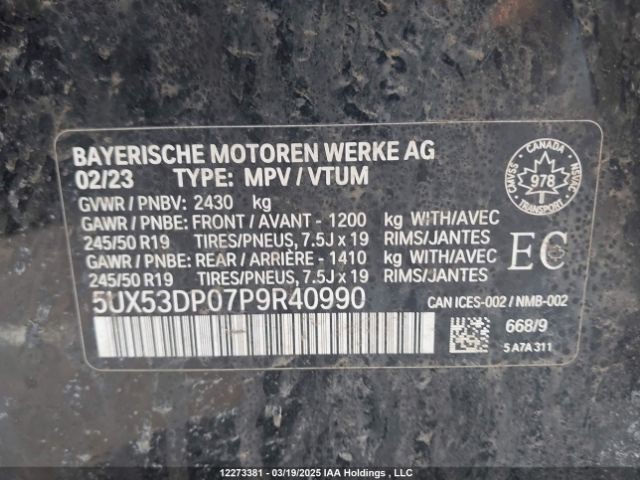 BAYERISCHE MOTOREN WERKE AG
02/23 TYPE: MPV / VTUM
GVWR / PNBV: 2430 kg
GAWR / PNBE: FRONT / AVANT - 1200 kg WITH/AVEC
245/50 R19 TIRES/PNEUS, 7.5J x 19 RIMS/JANTES
GAWR / PNBE: REAR / ARRIÈRE - 1410 kg WITH/AVEC
245/50 R19 TIRES/PNEUS, 7.5J x 19 RIMS/JANTES
CANADA
CMVSS
978
NSVAC
TRANSPORT
EC
5UX53DP07P9R40990
CAN ICES-002 / NMB-002
668/9
5 A7A 311
12273381 - 03/19/2025 IAA Holdings , LLC